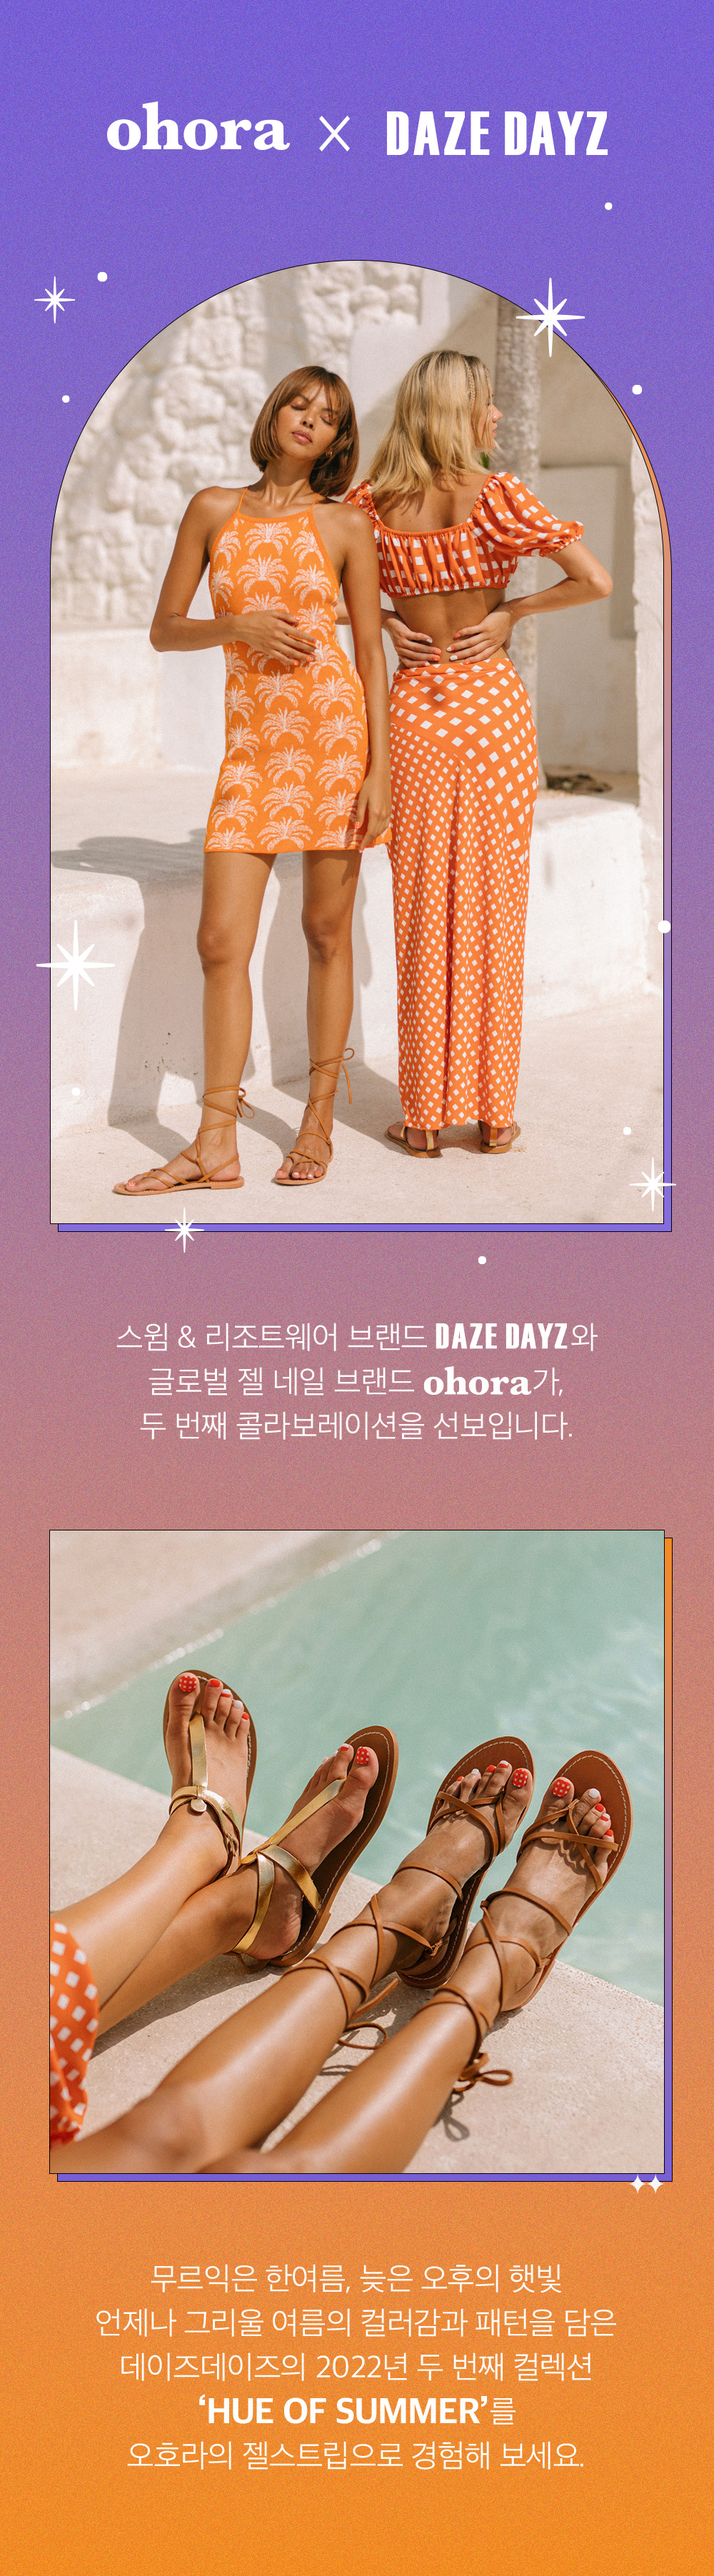 ohora × DAZE DAYZ
스윔 & 리조트웨어 브랜드 DAZE DAYZ와
글로벌 젤 네일 브랜드 ohora가,
두 번째 콜라보레이션을 선보입니다.
무르익은 한여름, 늦은 오후의 햇빛
언제나 그리울 여름의 컬러감과 패턴을 담은
데이즈데이즈의 2022년 두 번째 컬렉션
‘HUE OF SUMMER’를
오호라의 젤스트립으로 경험해 보세요.